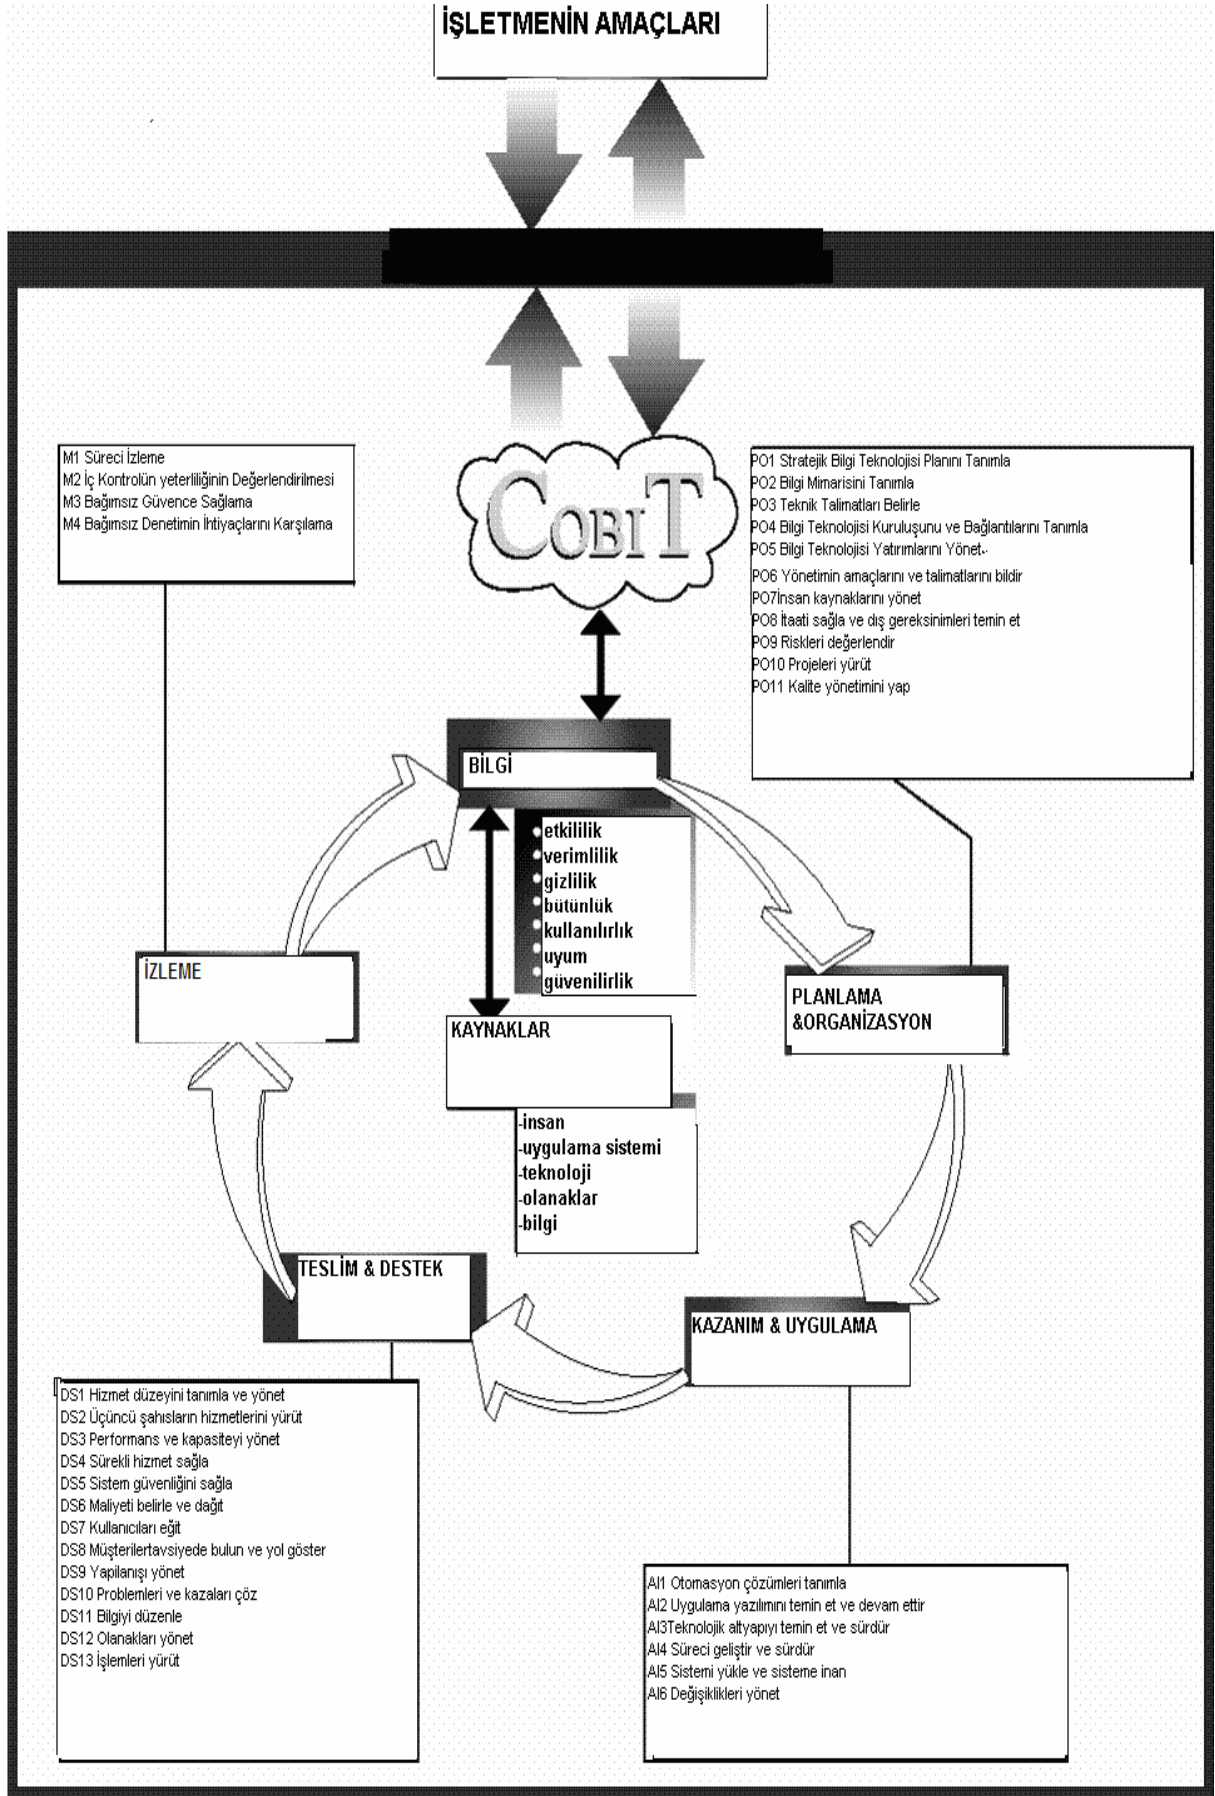 İŞLETMENİN AMAÇLARI
M1 Süreci İzleme
M2 İç Kontrolün yeterliliğinin Değerlendirilmesi
M3 Bağımsız Güvence Sağlama
M4 Bağımsız Denetimin İhtiyaçlarını Karşılama
COBIT
PO1 Stratejik Bilgi Teknolojisi Planını Tanımla
PO2 Bilgi Mimarisini Tanımla
PO3 Teknik Talimatları Belirle
PO4 Bilgi Teknolojisi Kuruluşunu ve Bağlantılarını Tanımla
PO5 Bilgi Teknolojisi Yatırımlarını Yönet.
PO6 Yönetimin amaçlarını ve talimatlarını bildir
PO7İnsan kaynaklarını yönet
PO8 İtaati sağla ve dış gereksinimleri temin et
PO9 Riskleri değerlendir
PO10 Projeleri yürüt
PO11 Kalite yönetimini yap
BİLGİ
etkililik
verimlilik
gizlilik
bütünlük
kullanılırlık
uyum
güvenilirlik
İZLEME
PLANLAMA
&ORGANİZASYON
KAYNAKLAR
-insan
-uygulama sistemi
-teknoloji
-olanaklar
-bilgi
TESLİM & DESTEK
KAZANIM & UYGULAMA
DS1 Hizmet düzeyini tanımla ve yönet
DS2 Üçüncü şahısların hizmetlerini yürüt
DS3 Performans ve kapasiteyi yönet
DS4 Sürekli hizmet sağla
DS5 Sistem güvenliğini sağla
DS6 Maliyeti belirle ve dağıt
DS7 Kullanıcıları eğit
DS8 Müşterilertavsiyede bulun ve yol göster
DS9 Yapilanışı yönet
DS10 Problemleri ve kazaları çöz
DS11 Bilgiyi düzenle
DS12 Olanakları yönet
DS13 İşlemleri yürüt
AI1 Otomasyon çözümleri tanımla
AI2 Uygulama yazılımını temin et ve devam ettir
AI3Teknolojik altyapıyı temin et ve sürdür
AI4 Süreci geliştir ve sürdür
AI5 Sistemi yükle ve sisteme inan
AI6 Değişiklikleri yönet